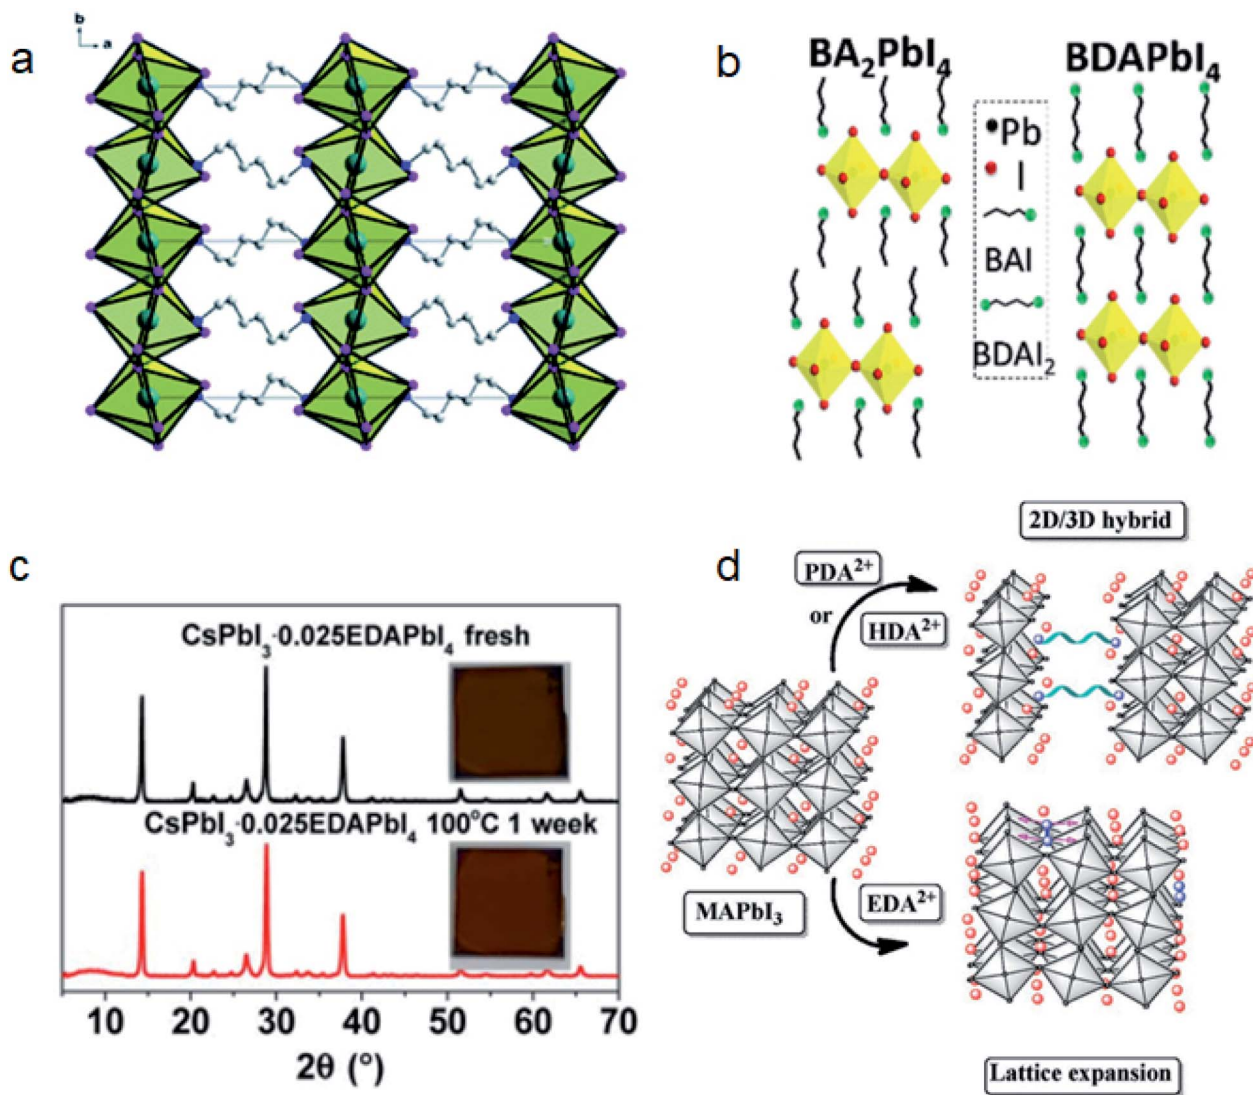 a
b
a
b
BA₂PbI₄
BDAPbI₄
Pb
I
BAI
BDAI₂
c
CsPbI₃·0.025EDAPbI₄ fresh
CsPbI₃·0.025EDAPbI₄ 100°C 1 week
10 20 30 40 50 60 70
2θ (°)
d
2D/3D hybrid
PDA²⁺
or
HDA²⁺
MAPbI₃
EDA²⁺
Lattice expansion